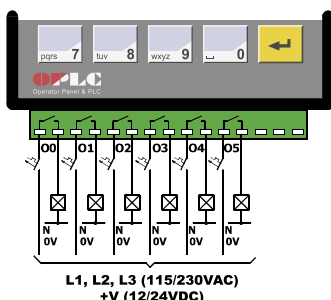 pqrs 7 tuv 8 wxyz 9 ⎵ 0
OPLC
Operator Panel & PLC
O0 O1 O2 O3 O4 O5
N N N N N N
0V 0V 0V 0V 0V 0V
L1, L2, L3 (115/230VAC)
+V (12/24VDC)